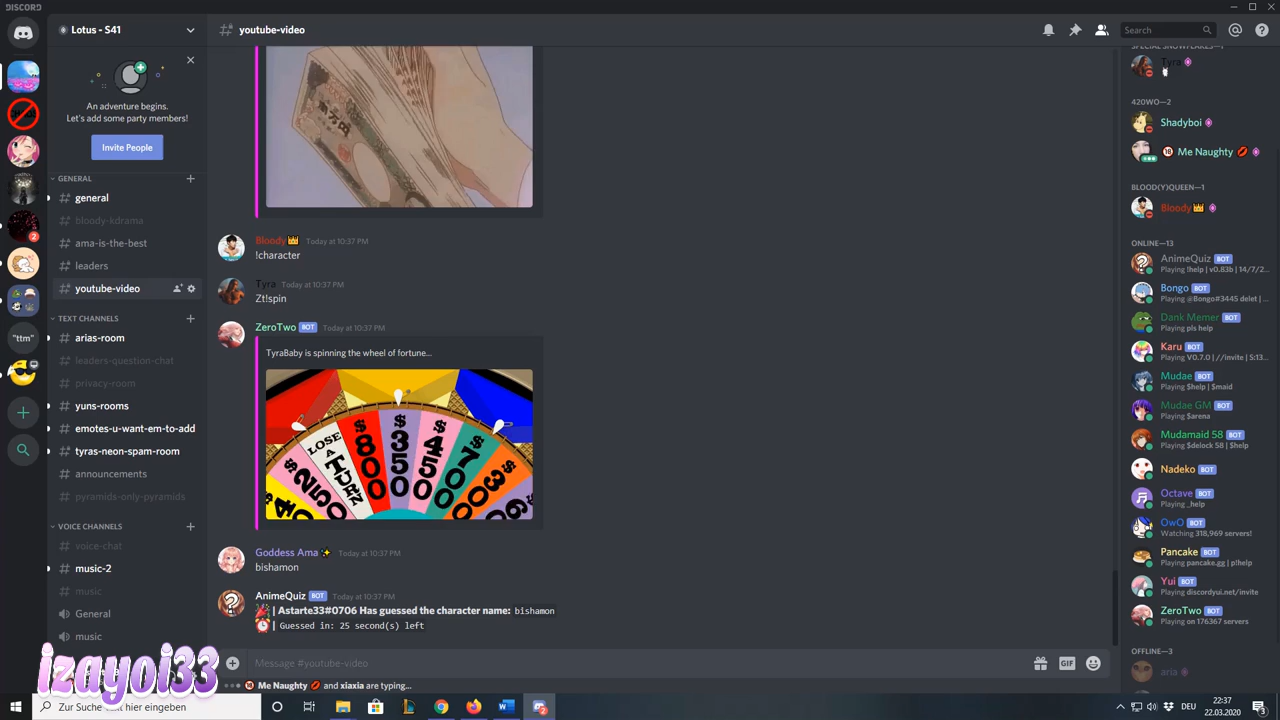 DISCORD
Lotus - S41
youtube-video
Search
An adventure begins.
Let's add some party members!
Invite People
GENERAL
general
bloody-kdrama
ama-is-the-best
leaders
youtube-video
TEXT CHANNELS
arias-room
leaders-question-chat
privacy-room
yuns-rooms
emotes-u-want-em-to-add
tyras-neon-spam-room
announcements
pyramids-only-pyramids
VOICE CHANNELS
voice-chat
music-2
music
General
music
2
"ttm"
Bloody Today at 10:37 PM
!character
Tyra Today at 10:37 PM
Zt!spin
ZeroTwo BOT Today at 10:37 PM
TyraBaby is spinning the wheel of fortune...
$250
LOSE A TURN
$800
$350
$450
$700
Goddess Ama Today at 10:37 PM
bishamon
AnimeQuiz BOT Today at 10:37 PM
| Astarte33#0706 Has guessed the character name: bishamon
| Guessed in: 25 second(s) left
Message #youtube-video
GIF
Me Naughty and xiaxia are typing...
SPECIAL SNOWFLAKES—1
Tyra
420WO—2
Shadyboi
Me Naughty
BLOOD(Y)QUEEN—1
Bloody
ONLINE—13
AnimeQuiz BOT
Playing !help | v0.83b | 14/7/2...
Bongo BOT
Playing @Bongo#3445 delet | ...
Dank Memer BOT
Playing pls help
Karu BOT
Playing V0.7.0 | //invite | S:13...
Mudae BOT
Playing $help | $maid
Mudae GM BOT
Playing $arena
Mudamaid 58 BOT
Playing $delock 58 | $help
Nadeko BOT
Octave BOT
Playing _help
OwO BOT
Watching 318,969 servers!
Pancake BOT
Playing pancake.gg | p!help
Yui BOT
Playing discordyui.net/invite
ZeroTwo BOT
Playing on 176367 servers
OFFLINE—3
aria
izayoi33
Zur Suche Text hier eingeben
DEU
22:37
22.03.2020